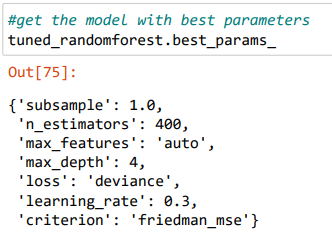 #get the model with best parameters
tuned_randomforest.best_params_
Out[75]:
{'subsample': 1.0,
 'n_estimators': 400,
 'max_features': 'auto',
 'max_depth': 4,
 'loss': 'deviance',
 'learning_rate': 0.3,
 'criterion': 'friedman_mse'}